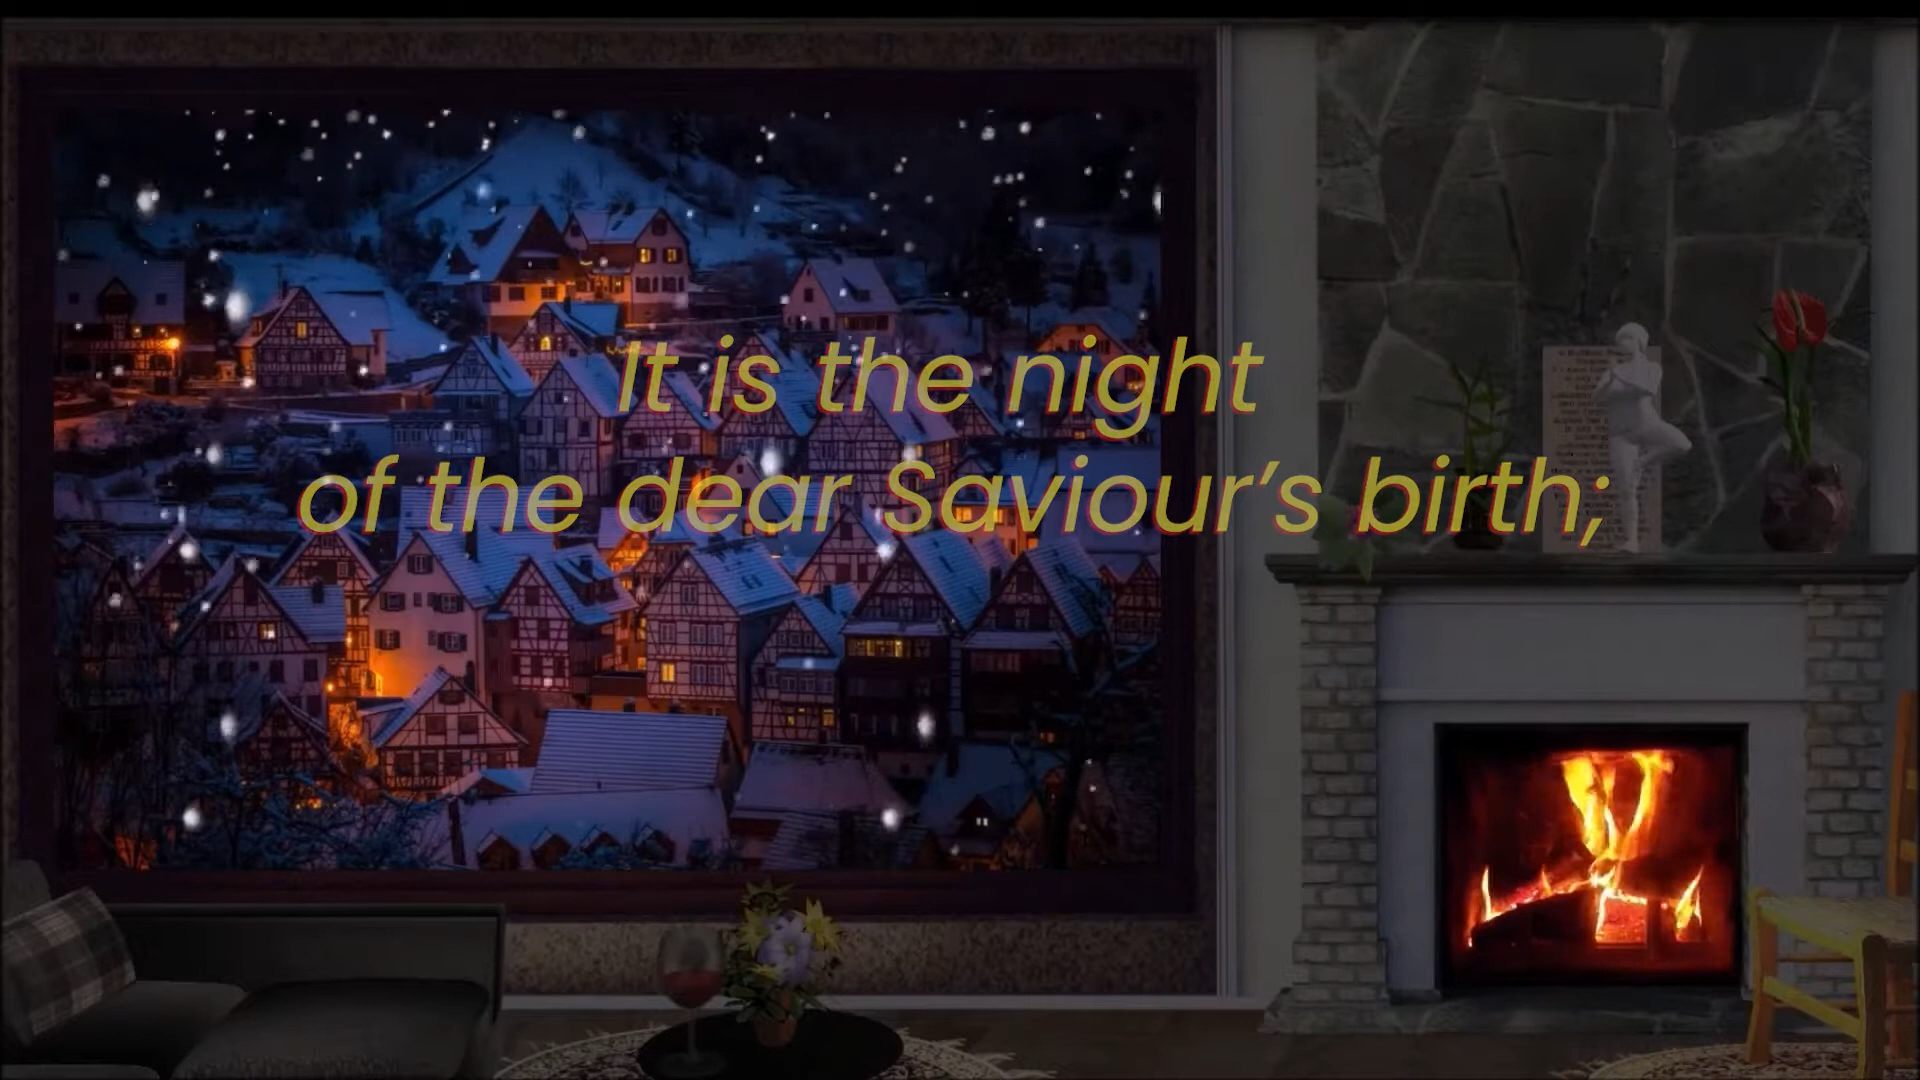 It is the night
of the dear Saviour’s birth;